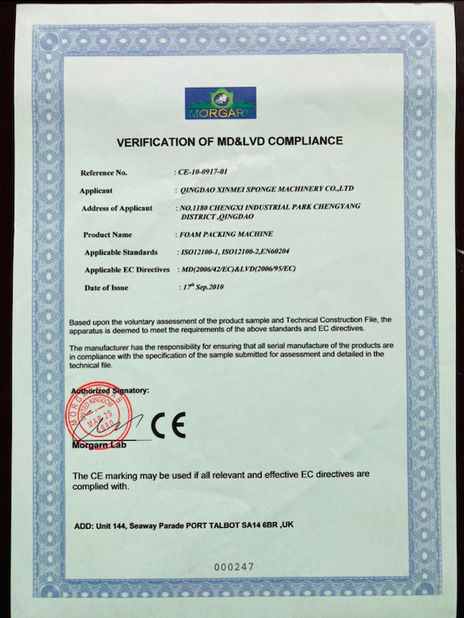 MORGARN
VERIFICATION OF MD&LVD COMPLIANCE
Reference No. : CE-10-0917-01
Applicant : QINGDAO XINMEI SPONGE MACHINERY CO.,LTD
Address of Applicant : NO.1180 CHENGXI INDUSTRIAL PARK CHENGYANG
DISTRICT ,QINGDAO
Product Name : FOAM PACKING MACHINE
Applicable Standards : ISO12100-1, ISO12100-2,EN60204
Applicable EC Directives : MD(2006/42/EC)&LVD(2006/95/EC)
Date of Issue : 17th Sep.2010
Based upon the voluntary assessment of the product sample and Technical Construction File, the
apparatus is deemed to meet the requirements of the above standards and EC directives.
The manufacturer has the responsibility for ensuring that all serial manufacture of the products are
in compliance with the specification of the sample submitted for assessment and detailed in the
technical file.
Authorized Signatory:
MORGARN LAB
UNITED KINGDOM
MAR 25
CE
Morgarn Lab
The CE marking may be used if all relevant and effective EC directives are
complied with.
ADD: Unit 144, Seaway Parade PORT TALBOT SA14 6BR ,UK
000247